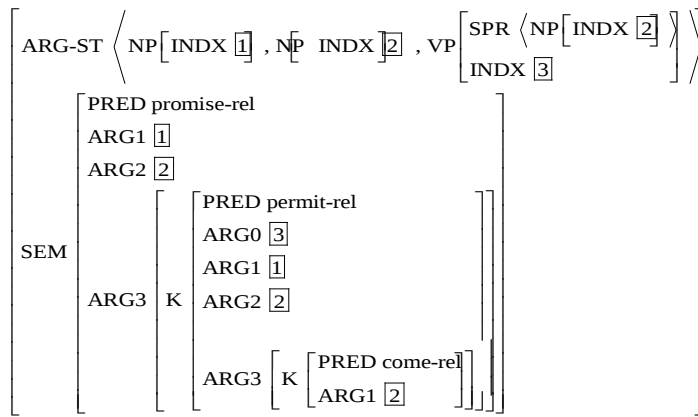 SPR ⟨NP[INDX 2]⟩
ARG-ST ⟨NP[INDX 1], NP[ INDX]2, VP
INDX 3
PRED promise-rel
ARG1 1
ARG2 2
PRED permit-rel
ARG0 3
ARG1 1
SEM
ARG3 K ARG2 2
PRED come-rel
ARG3 K
ARG1 2